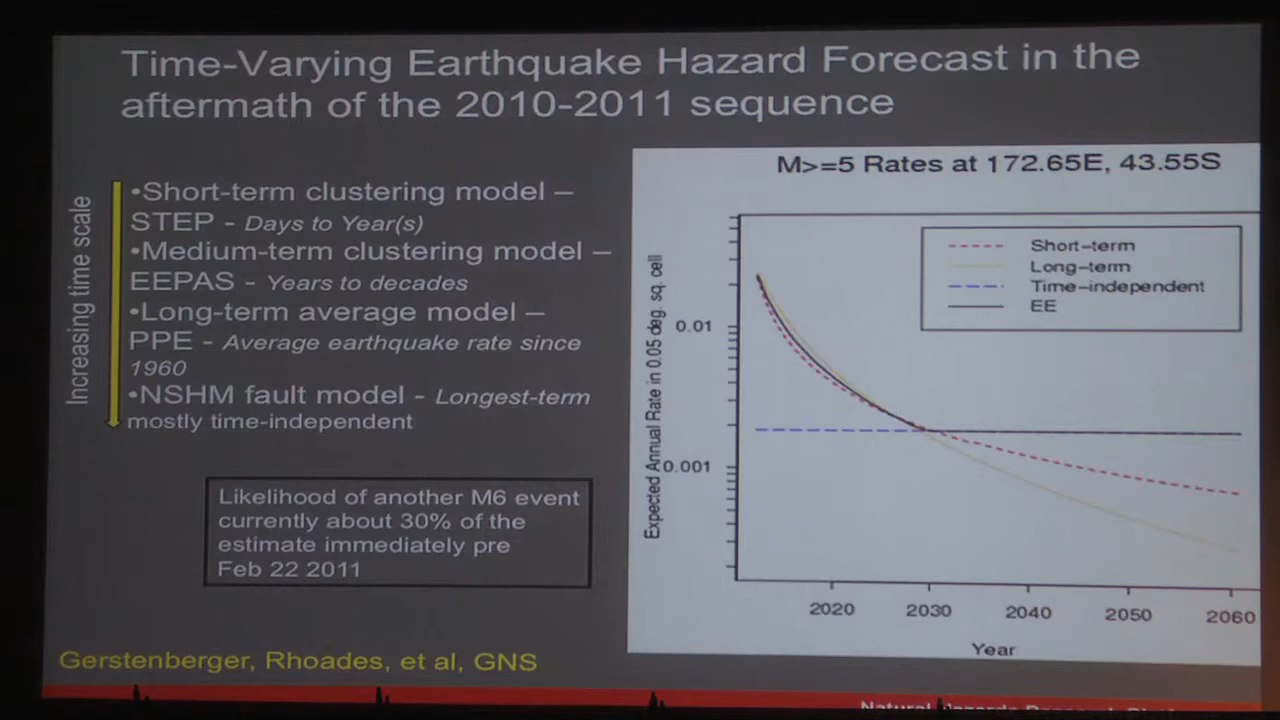 Time-Varying Earthquake Hazard Forecast in the
aftermath of the 2010-2011 sequence
Increasing time scale
•Short-term clustering model –
STEP - Days to Year(s)
•Medium-term clustering model –
EEPAS - Years to decades
•Long-term average model –
PPE - Average earthquake rate since
1960
•NSHM fault model - Longest-term
mostly time-independent
Likelihood of another M6 event
currently about 30% of the
estimate immediately pre
Feb 22 2011
Gerstenberger, Rhoades, et al, GNS
M>=5 Rates at 172.65E, 43.55S
Expected Annual Rate in 0.05 deg. sq. cell
0.01
0.001
Short-term
Long-term
Time-independent
EE
2020
2030
2040
2050
2060
Year
Natural Hazards Research